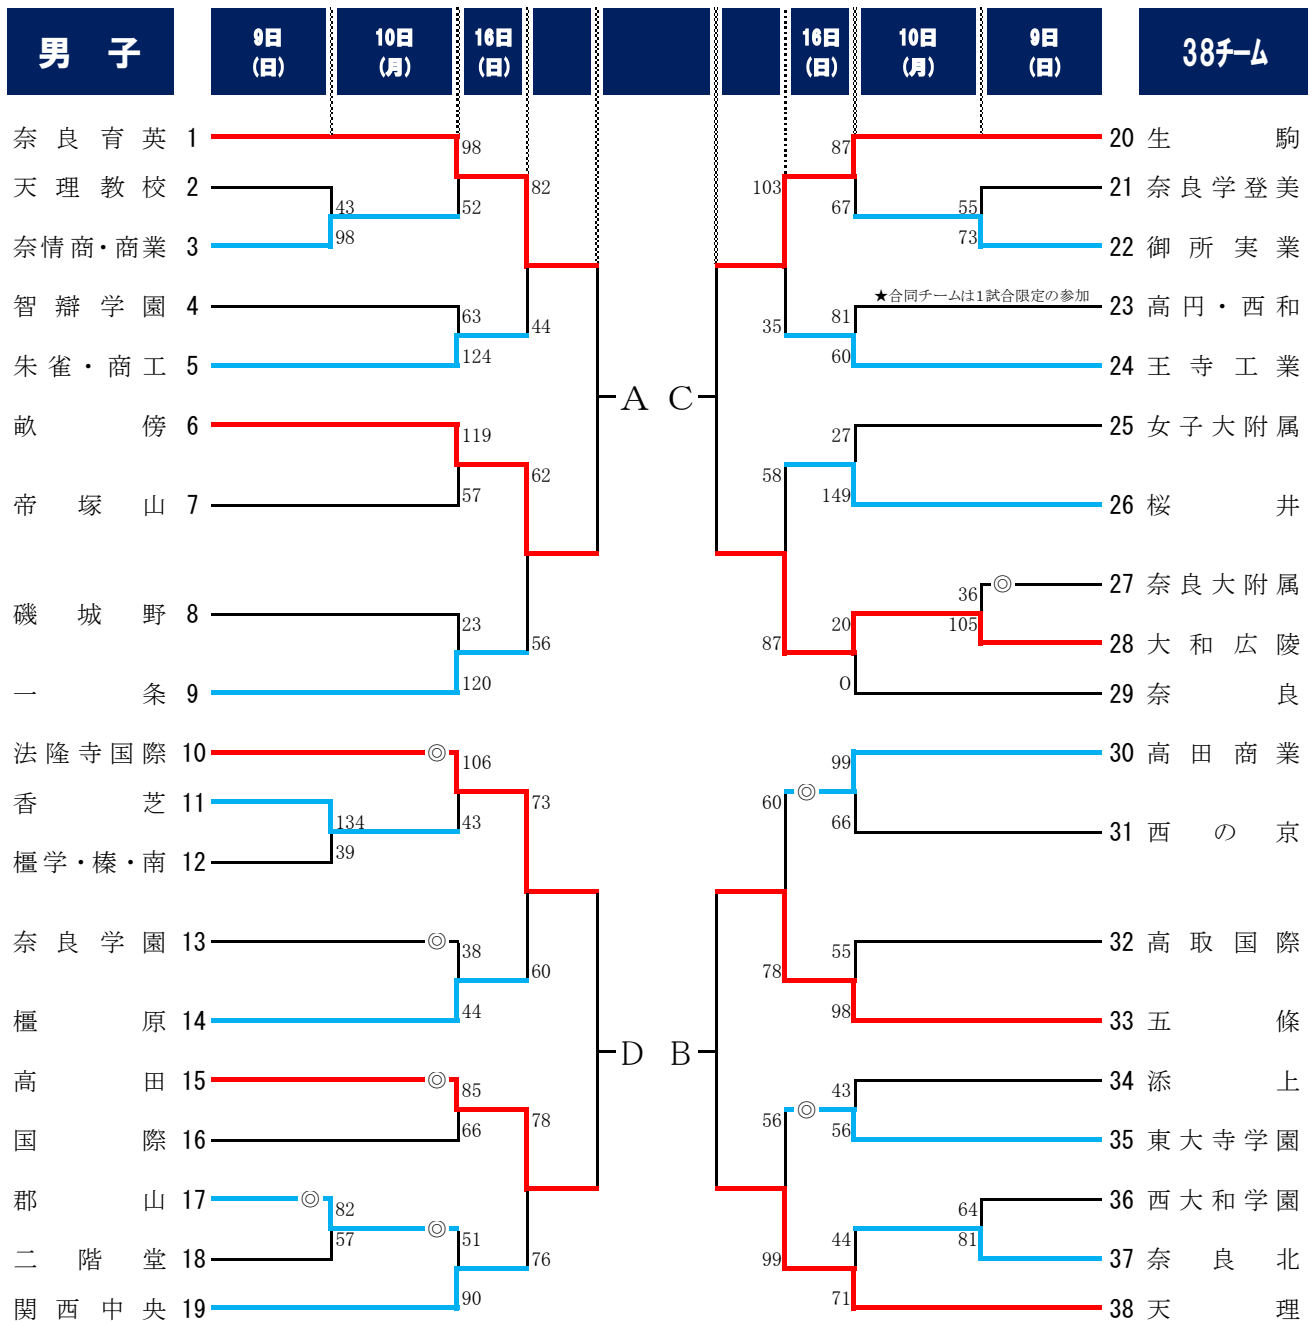 男 子 9日 10日 16日 16日 10日 9日 38チーム
(日) (月) (日) (日) (月) (日)
奈良育英 1
98
天理教校 2
43
52
98
奈情商・商業 3
82
智辯学園 4
63
44
124
朱雀・商工 5
A
畝傍 6
119
57
62
帝塚山 7
磯城野 8
23
56
120
一条 9
法隆寺国際 10
◎
106
香芝 11
134
43
39
橿学・榛・南 12
73
奈良学園 13
◎
38
60
44
橿原 14
D
高田 15
◎
85
66
国際 16
78
郡山 17
◎
82
57
◎
51
二階堂 18
76
90
関西中央 19
20 生駒
87
21 奈良学登美
103
67
55
73
22 御所実業
★合同チームは1試合限定の参加
23 高円・西和
81
35
60
24 王寺工業
C
25 女子大附属
27
58
149
26 桜井
27 奈良大附属
◎
36
105
20
28 大和広陵
87
0
29 奈良
30 高田商業
99
◎
60
66
31 西の京
32 高取国際
55
78
98
33 五條
B
34 添上
43
◎
56
56
35 東大寺学園
36 西大和学園
64
81
44
37 奈良北
99
71
38 天理